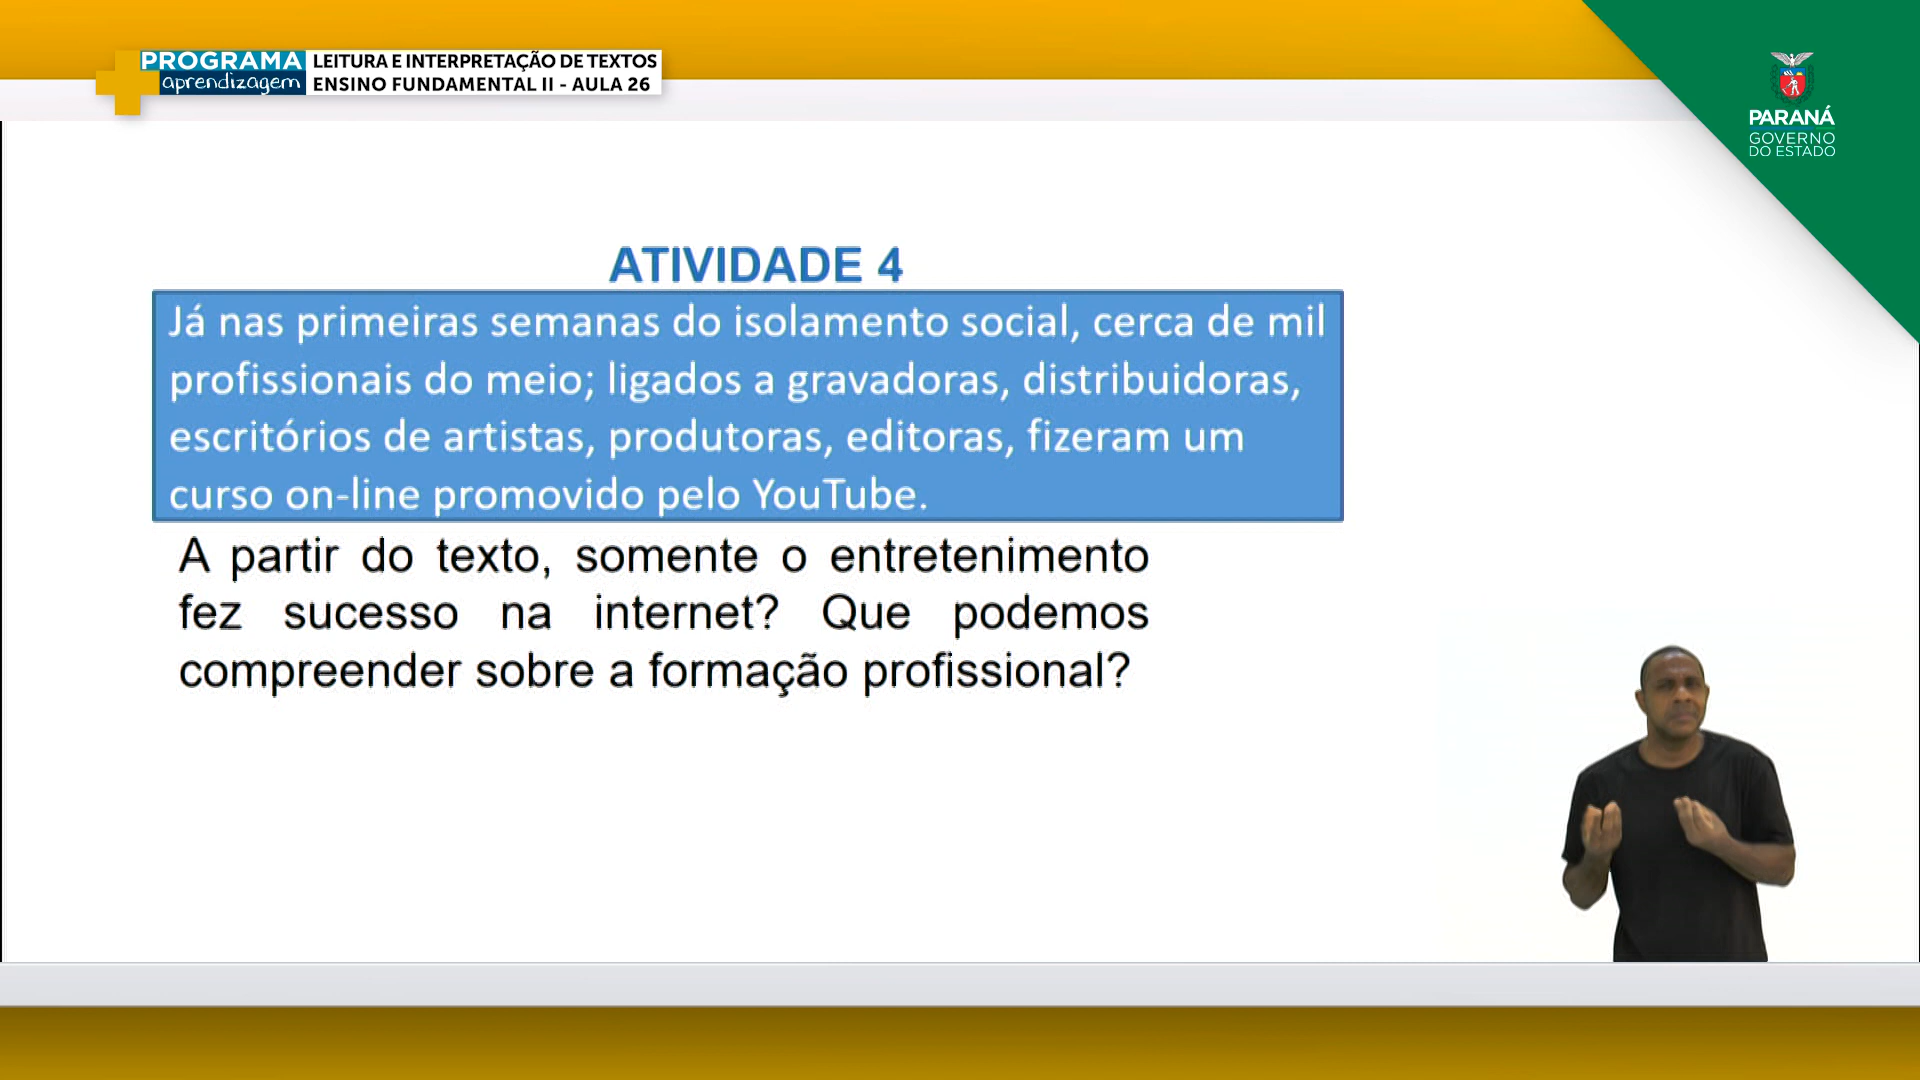 PROGRAMA
aprendizagem
LEITURA E INTERPRETAÇÃO DE TEXTOS
ENSINO FUNDAMENTAL II - AULA 26
PARANÁ
GOVERNO
DO ESTADO
ATIVIDADE 4
Já nas primeiras semanas do isolamento social, cerca de mil
profissionais do meio; ligados a gravadoras, distribuidoras,
escritórios de artistas, produtoras, editoras, fizeram um
curso on-line promovido pelo YouTube.
A partir do texto, somente o entretenimento
fez sucesso na internet? Que podemos
compreender sobre a formação profissional?